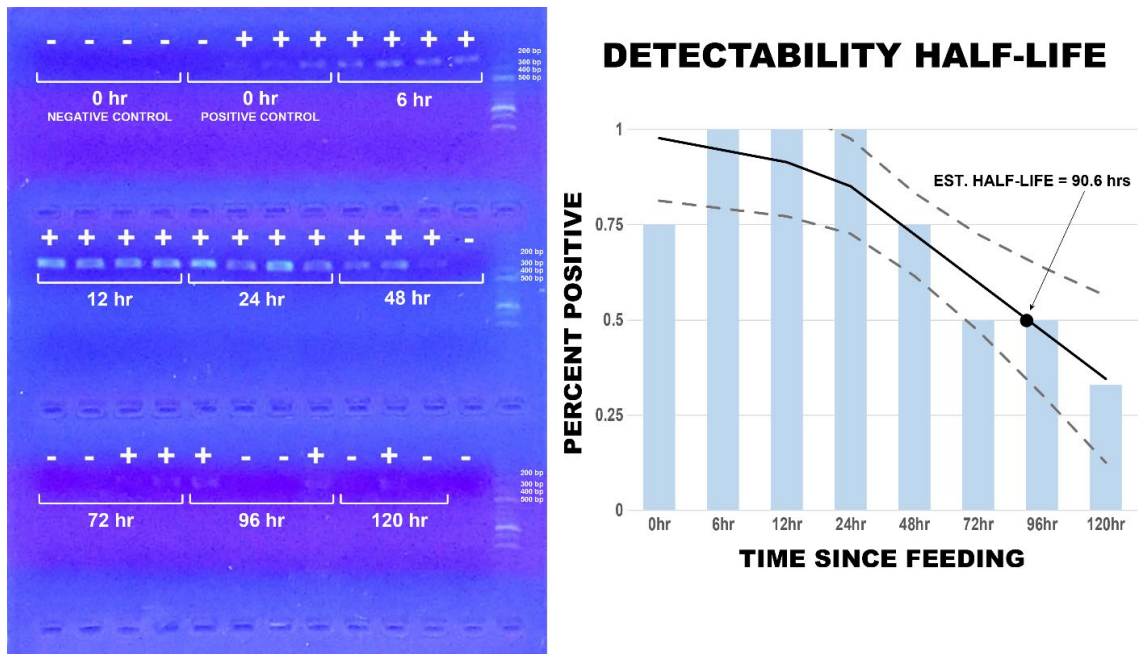 - - - - - + + + + + + +
200 bp
300 bp
400 bp
500 bp
0 hr
NEGATIVE CONTROL
0 hr
POSITIVE CONTROL
6 hr
+ + + + + + + + + + + -
200 bp
300 bp
400 bp
500 bp
12 hr
24 hr
48 hr
- - + + + - - + - + - -
200 bp
300 bp
400 bp
500 bp
72 hr
96 hr
120 hr
DETECTABILITY HALF-LIFE
PERCENT POSITIVE
1
0.75
0.5
0.25
0
EST. HALF-LIFE = 90.6 hrs
0hr 6hr 12hr 24hr 48hr 72hr 96hr 120hr
TIME SINCE FEEDING